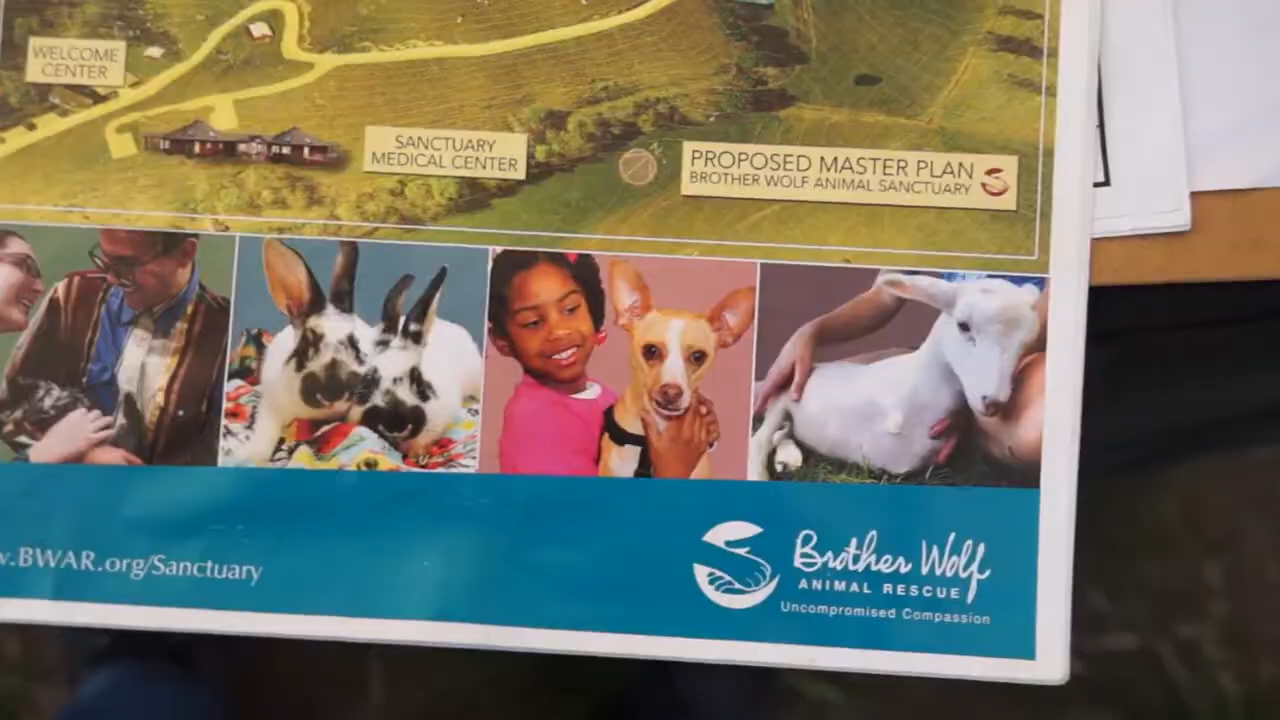 WELCOME
CENTER
SANCTUARY
MEDICAL CENTER
PROPOSED MASTER PLAN
BROTHER WOLF ANIMAL SANCTUARY
.BWAR.org/Sanctuary
Brother Wolf
ANIMAL RESCUE
Uncompromised Compassion